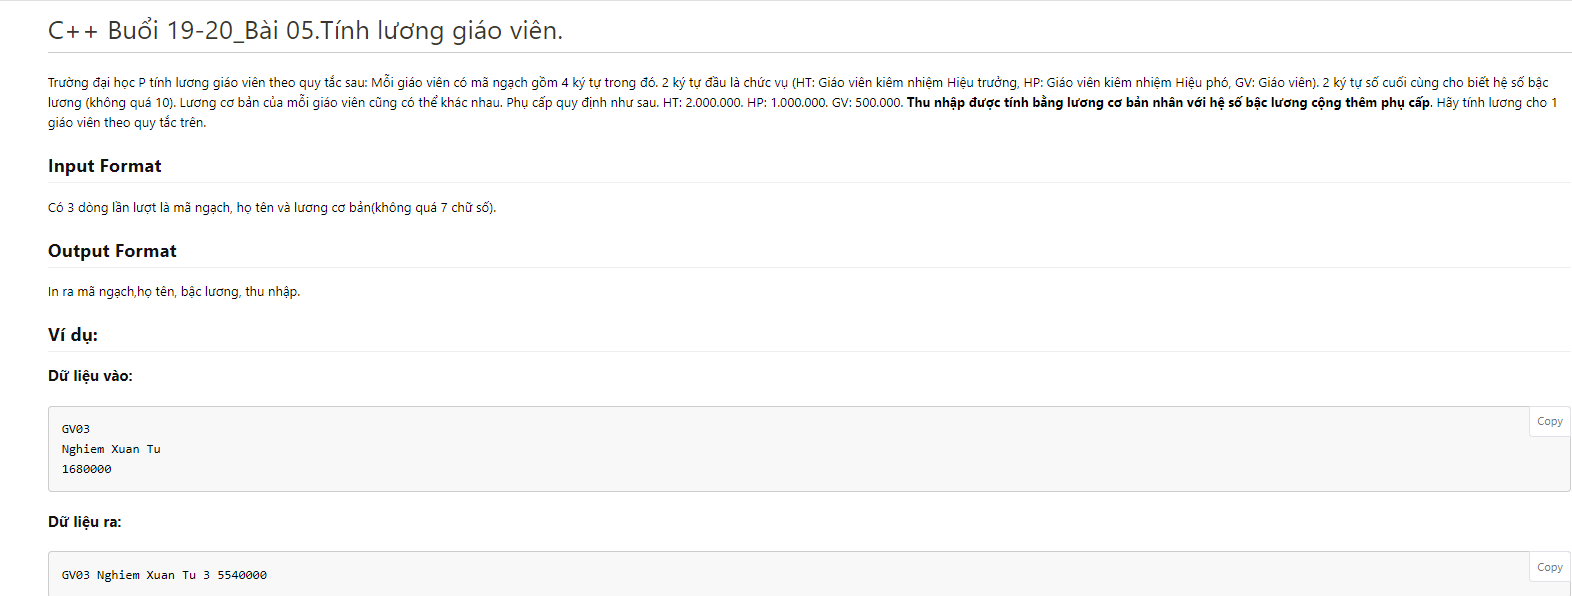 C++ Buổi 19-20_Bài 05.Tính lương giáo viên.
Trường đại học P tính lương giáo viên theo quy tắc sau: Mỗi giáo viên có mã ngạch gồm 4 ký tự trong đó. 2 ký tự đầu là chức vụ (HT: Giáo viên kiêm nhiệm Hiệu trưởng, HP: Giáo viên kiêm nhiệm Hiệu phó, GV: Giáo viên). 2 ký tự số cuối cùng cho biết hệ số bậc
lương (không quá 10). Lương cơ bản của mỗi giáo viên cũng có thể khác nhau. Phụ cấp quy định như sau. HT: 2.000.000. HP: 1.000.000. GV: 500.000. Thu nhập được tính bằng lương cơ bản nhân với hệ số bậc lương cộng thêm phụ cấp. Hãy tính lương cho 1
giáo viên theo quy tắc trên.
Input Format
Có 3 dòng lần lượt là mã ngạch, họ tên và lương cơ bản(không quá 7 chữ số).
Output Format
In ra mã ngạch,họ tên, bậc lương, thu nhập.
Ví dụ:
Dữ liệu vào:
Copy
GV03
Nghiem Xuan Tu
1680000
Dữ liệu ra:
Copy
GV03 Nghiem Xuan Tu 3 5540000